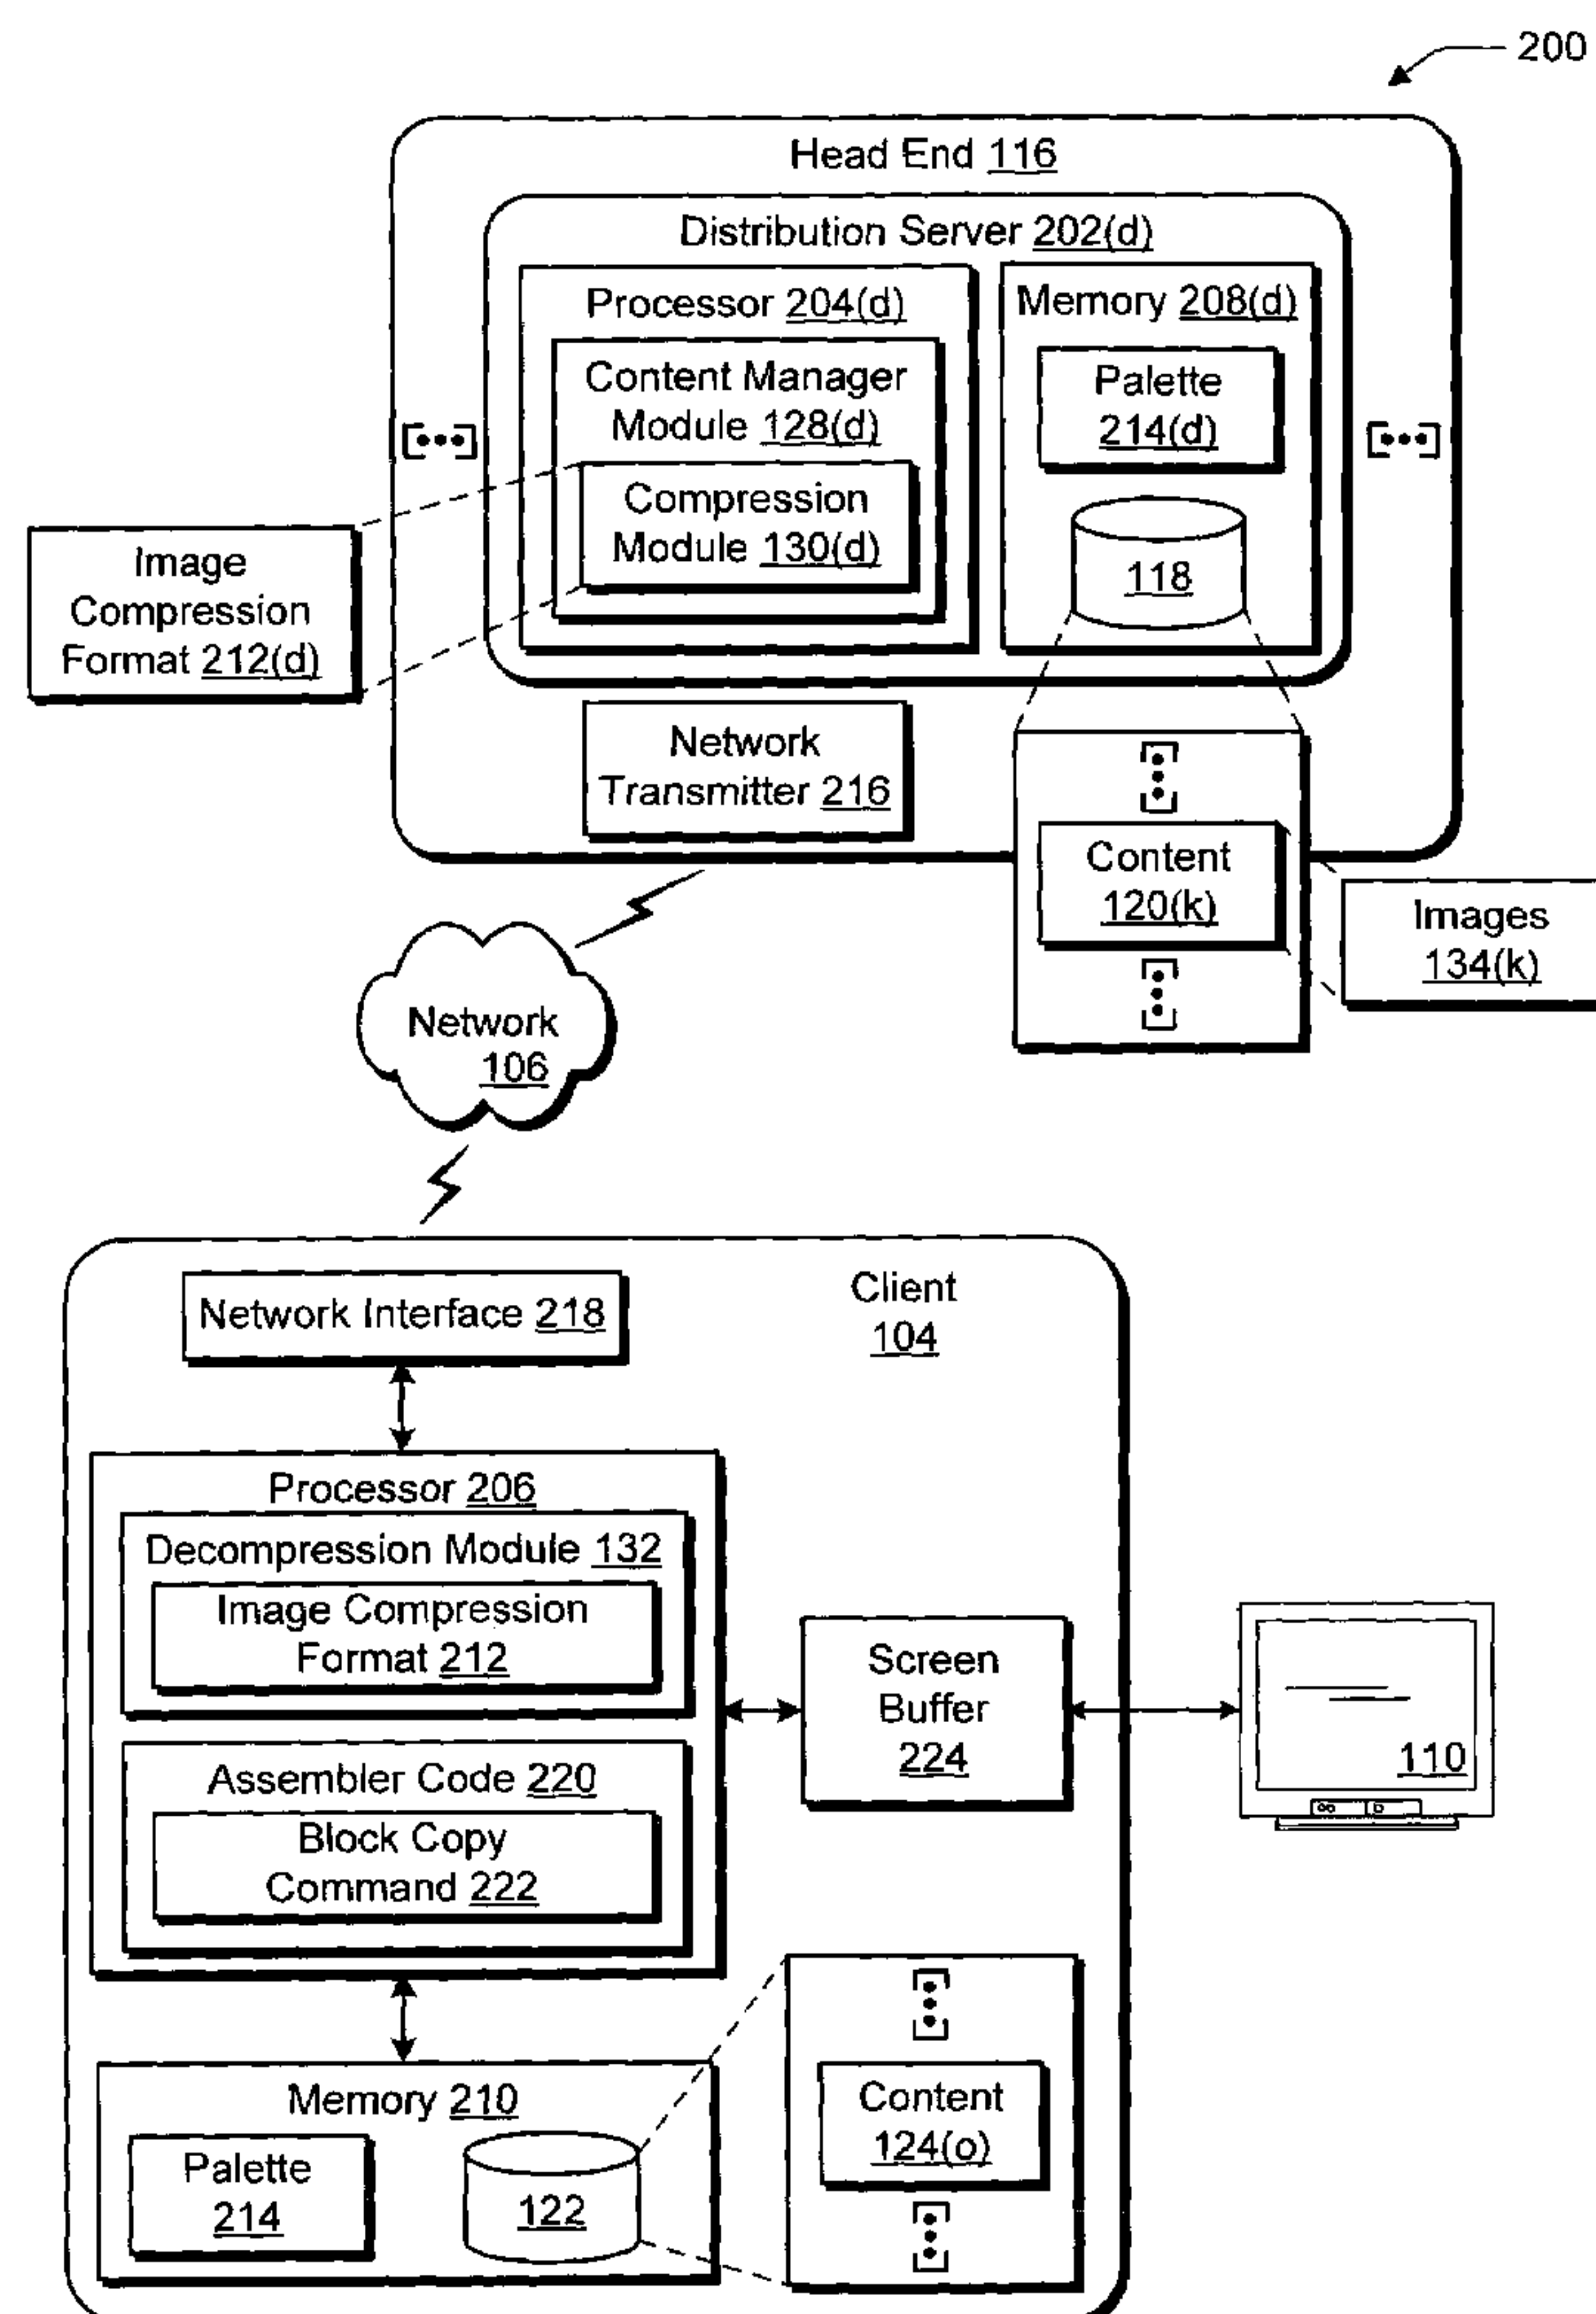 200
Head End 116
Distribution Server 202(d)
Processor 204(d)
Content Manager
Module 128(d)
Compression
Module 130(d)
Memory 208(d)
Palette
214(d)
118
[•••]
[•••]
Image
Compression
Format 212(d)
Network
Transmitter 216
[•••]
Content
120(k)
[•••]
Images
134(k)
Network
106
Client
104
Network Interface 218
Processor 206
Decompression Module 132
Image Compression
Format 212
Assembler Code 220
Block Copy
Command 222
Screen
Buffer
224
110
Memory 210
Palette
214
122
[•••]
Content
124(o)
[•••]